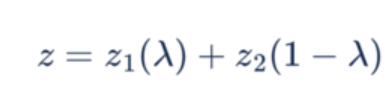 z = z₁(λ) + z₂(1 − λ)